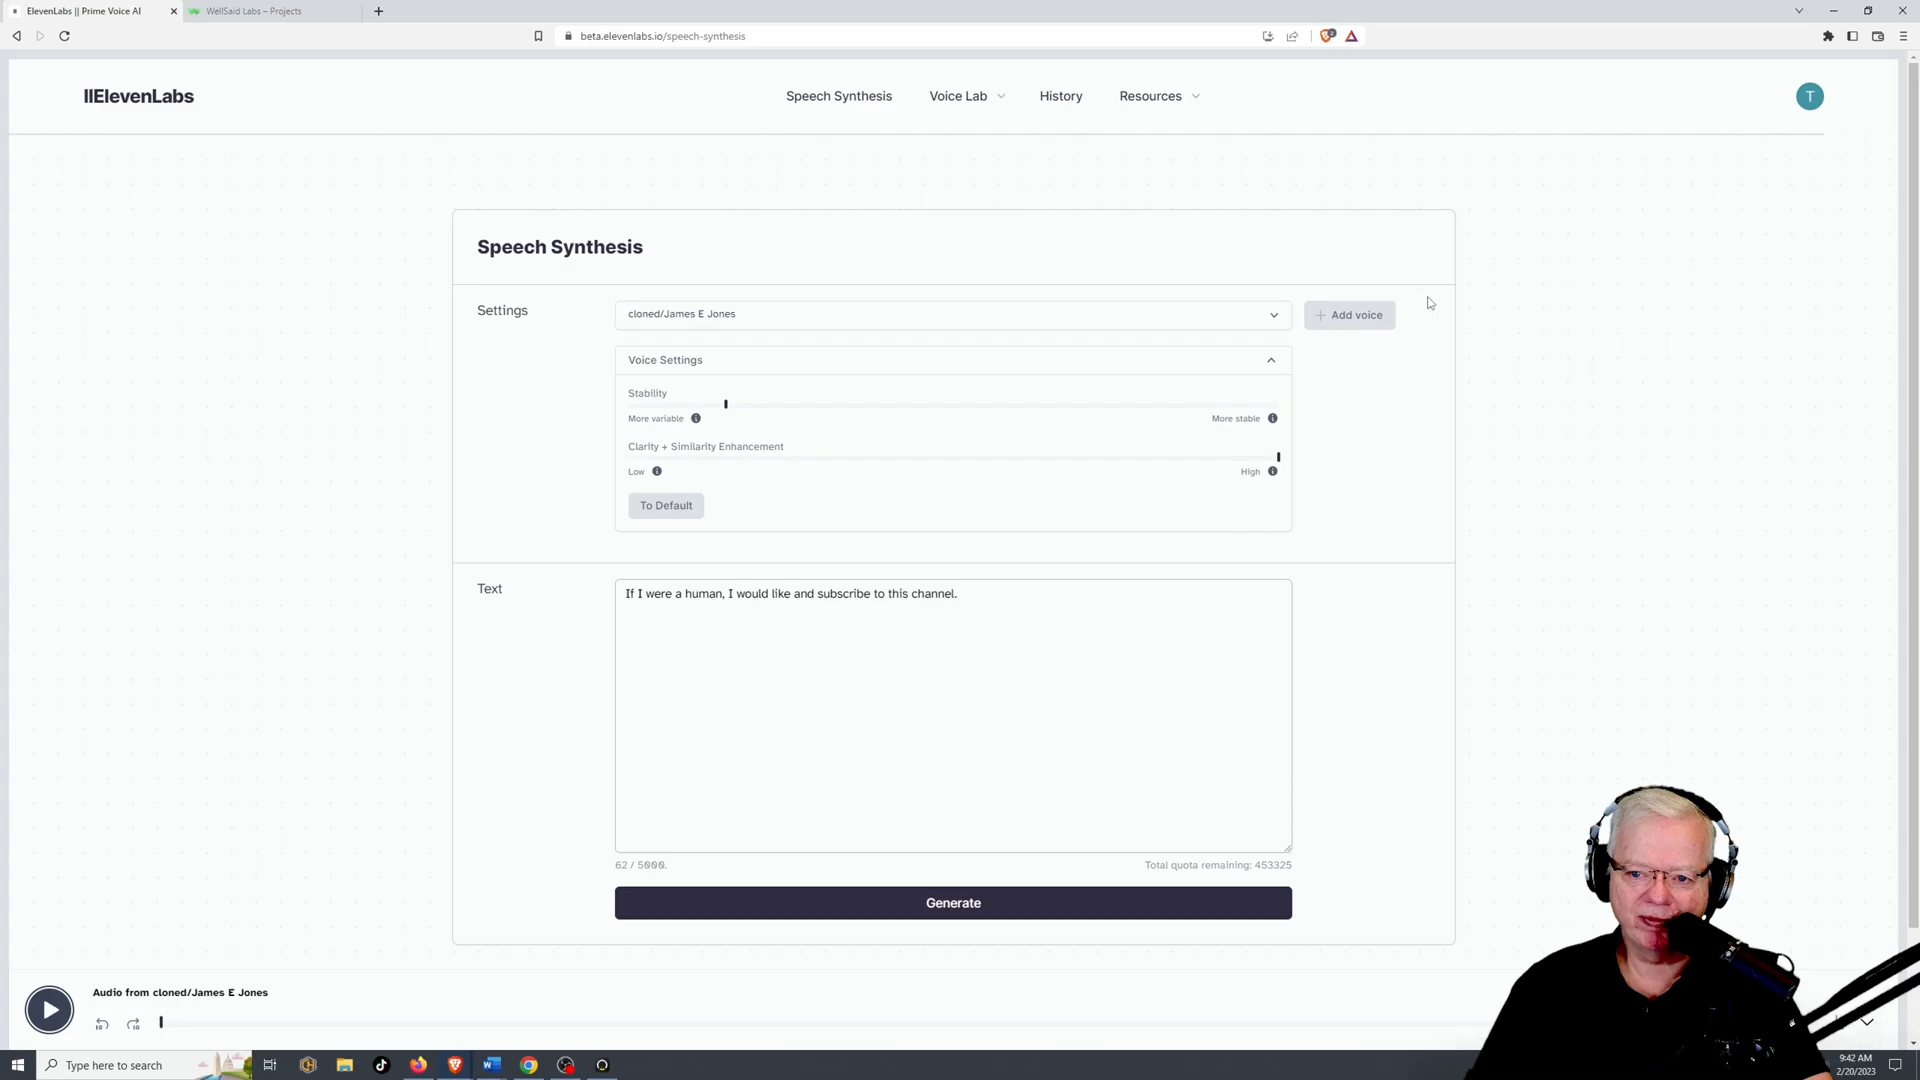 ElevenLabs || Prime Voice AI
WellSaid Labs – Projects
beta.elevenlabs.io/speech-synthesis
IIElevenLabs
Speech Synthesis
Voice Lab
History
Resources
T
Speech Synthesis
Settings
cloned/James E Jones
Add voice
Voice Settings
Stability
More variable
More stable
Clarity + Similarity Enhancement
Low
High
To Default
Text
If I were a human, I would like and subscribe to this channel.
62 / 5000.
Total quota remaining: 453325
Generate
Audio from cloned/James E Jones
10
10
Type here to search
9:42 AM
2/20/2023